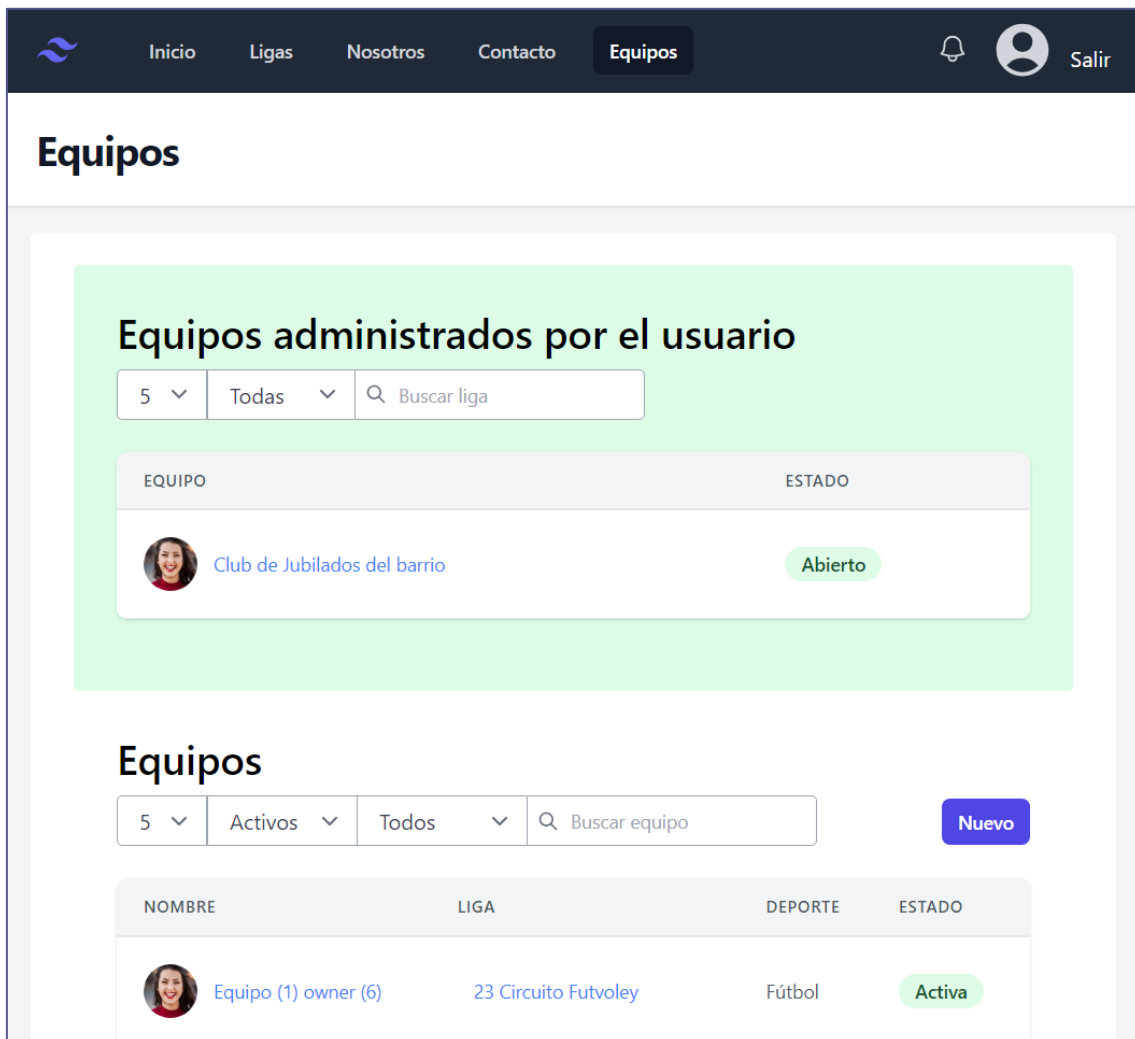 Inicio Ligas Nosotros Contacto Equipos Salir
Equipos
Equipos administrados por el usuario
5 Todas Buscar liga
EQUIPO ESTADO
Club de Jubilados del barrio Abierto
Equipos
5 Activos Todos Buscar equipo Nuevo
NOMBRE LIGA DEPORTE ESTADO
Equipo (1) owner (6) 23 Circuito Futvoley Fútbol Activa